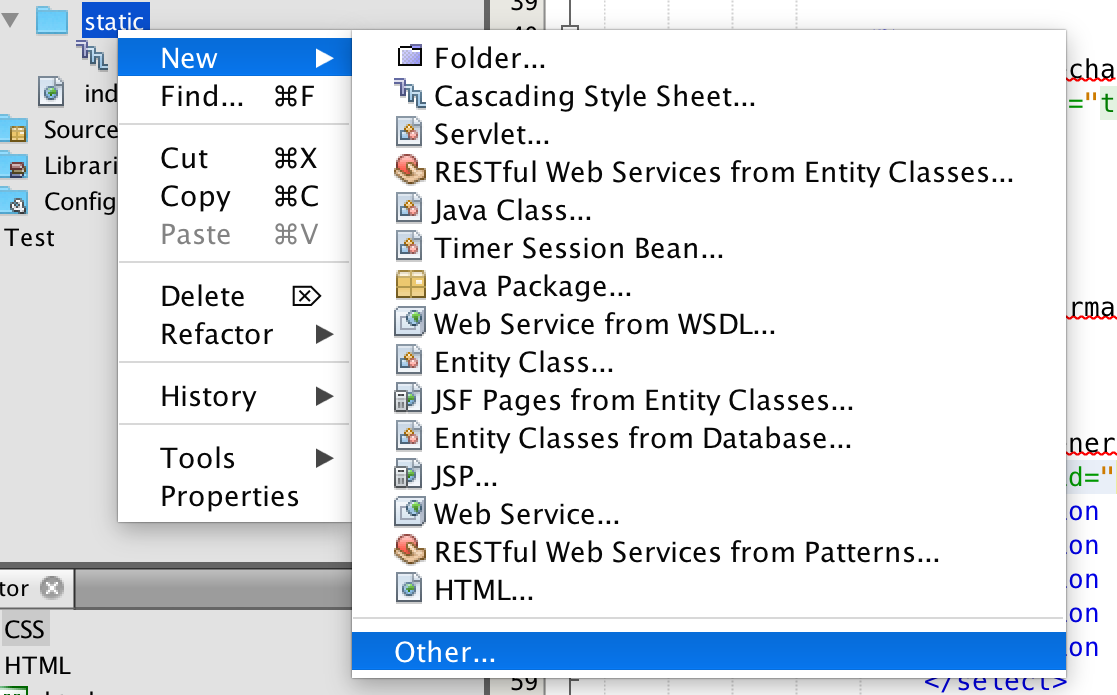 39
static
New
Folder...
Find... ⌘F
Cascading Style Sheet...
cha
ind
="t
Servlet...
Source
Cut ⌘X
RESTful Web Services from Entity Classes...
Librari
Copy ⌘C
Java Class...
Config
Paste ⌘V
Timer Session Bean...
Test
Java Package...
Delete ⌦
rma
Web Service from WSDL...
Refactor
Entity Class...
History
JSF Pages from Entity Classes...
Entity Classes from Database...
ner
Tools
JSP...
d="
Properties
Web Service...
on
RESTful Web Services from Patterns...
on
tor
HTML...
on
CSS
on
Other...
on
HTML
59
</select>